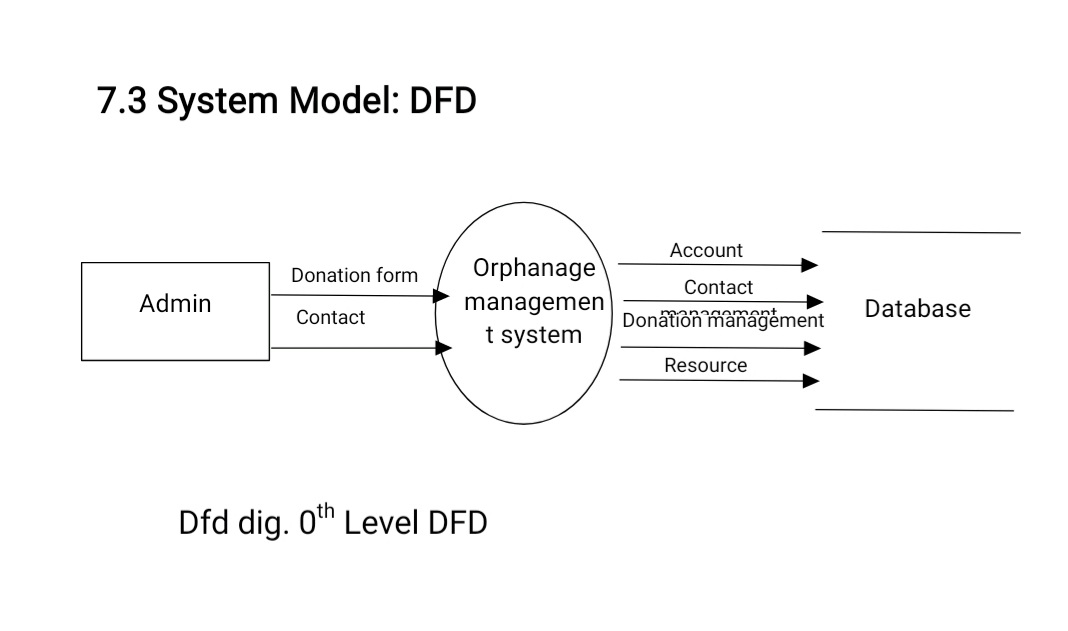 7.3 System Model: DFD
Admin
Donation form
Contact
Orphanage
managemen
t system
Account
Contact
management
Donation management
Resource
Database
Dfd dig. 0th Level DFD